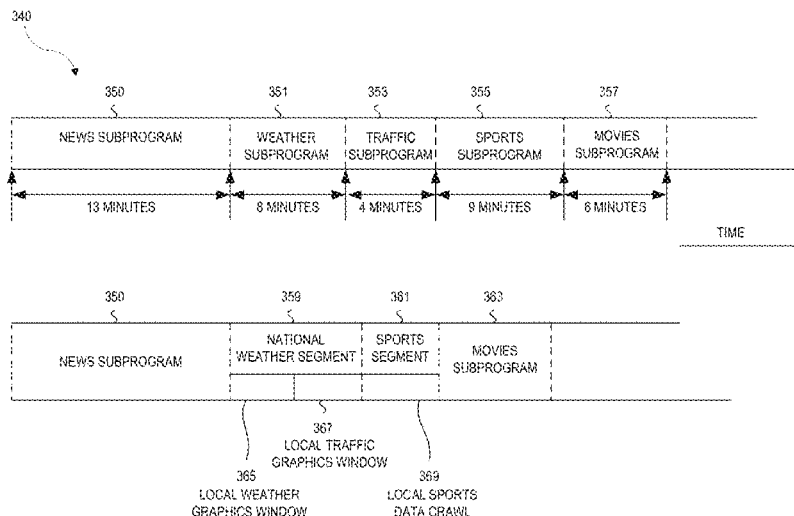 340
350 351 353 355 357
NEWS SUBPROGRAM
WEATHER
SUBPROGRAM
TRAFFIC
SUBPROGRAM
SPORTS
SUBPROGRAM
MOVIES
SUBPROGRAM
13 MINUTES 8 MINUTES 4 MINUTES 9 MINUTES 6 MINUTES
TIME
350 359 361 363
NEWS SUBPROGRAM
NATIONAL
WEATHER SEGMENT
SPORTS
SEGMENT
MOVIES
SUBPROGRAM
367
LOCAL TRAFFIC
GRAPHICS WINDOW
365
LOCAL WEATHER
GRAPHICS WINDOW
369
LOCAL SPORTS
DATA CRAWL